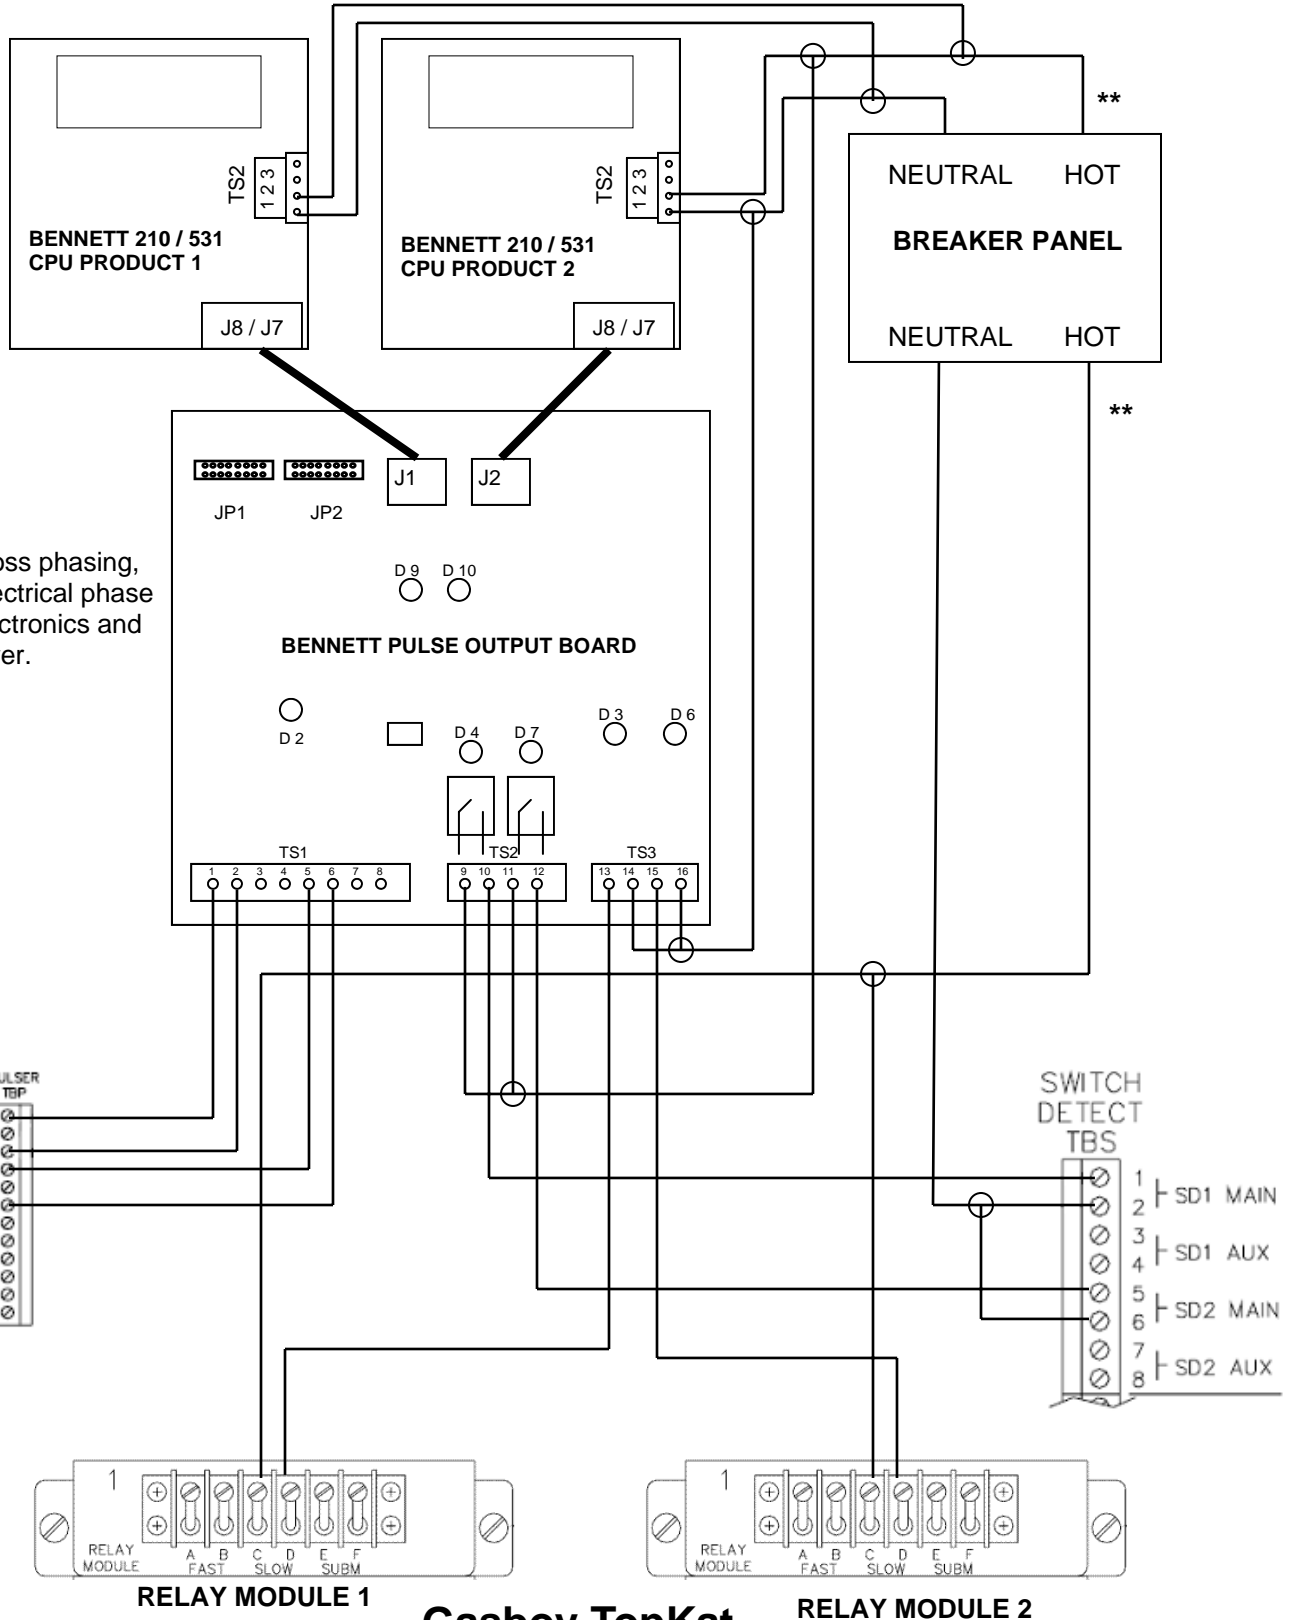 **
NEUTRAL HOT
BREAKER PANEL
NEUTRAL HOT
**
TS2
1 2 3
BENNETT 210 / 531
CPU PRODUCT 1
J8 / J7
TS2
1 2 3
BENNETT 210 / 531
CPU PRODUCT 2
J8 / J7
JP1
JP2
J1
J2
phasing,
phase
and
D 9 D 10
BENNETT PULSE OUTPUT BOARD
D 2
D 4
D 7
D 3
D 6
TS1
1 2 3 4 5 6 7 8
TS2
9 10 11 12
TS3
13 14 15 16
TBP
SWITCH
DETECT
TBS
1
2
SD1 MAIN
3
4
SD1 AUX
5
6
SD2 MAIN
7
8
SD2 AUX
1
RELAY
MODULE
A B C D E F
FAST SLOW SUBM
RELAY MODULE 1
1
RELAY
MODULE
A B C D E F
FAST SLOW SUBM
RELAY MODULE 2